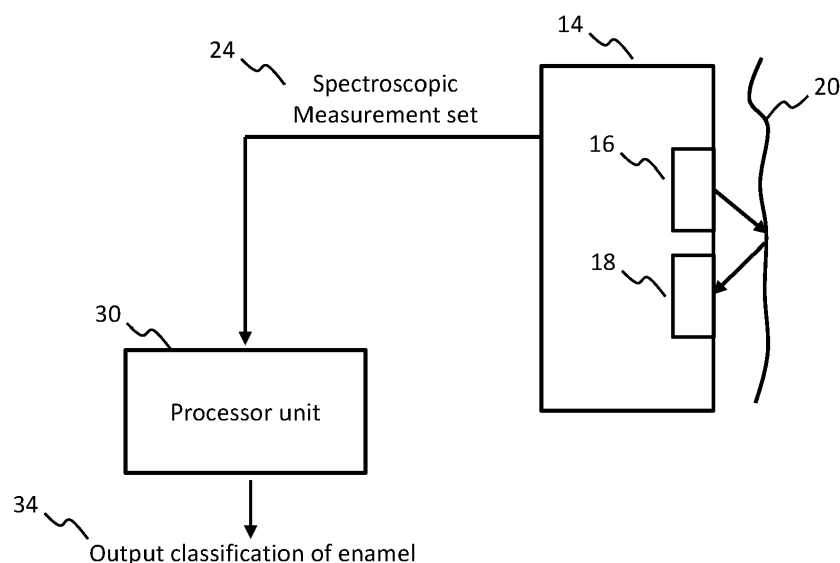 14
24
20
Spectroscopic
Measurement set
16
18
30
Processor unit
34
Output classification of enamel